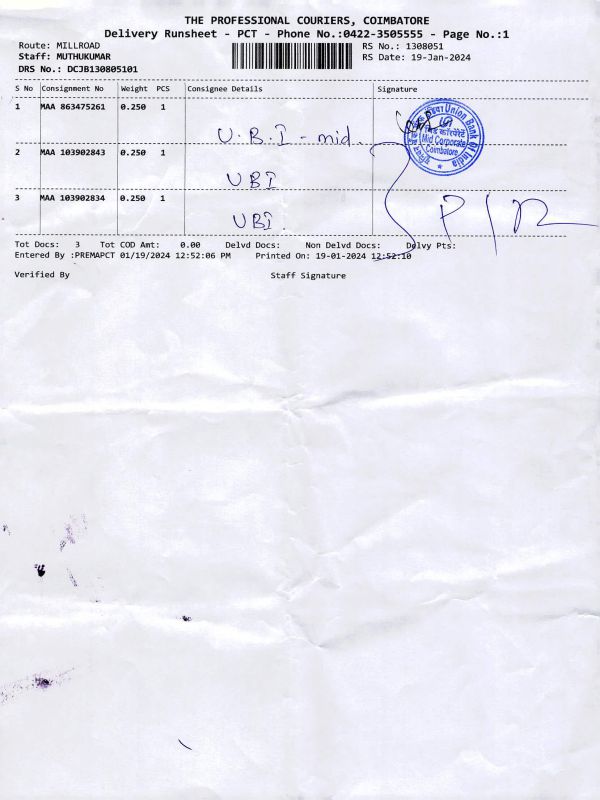 THE PROFESSIONAL COURIERS, COIMBATORE
Delivery Runsheet - PCT - Phone No.:0422-3505555 - Page No.:1
Route: MILLROAD RS No.: 1308051
Staff: MUTHUKUMAR RS Date: 19-Jan-2024
DRS No.: DCJB130805101
S No Consignment No Weight PCS Consignee Details Signature
1 MAA 863475261 0.250 1
U.B.I - mid.
Union Bank Of India
Mid Corporate
Coimbatore
2 MAA 103902843 0.250 1
UBI
3 MAA 103902834 0.250 1
UBI
Tot Docs: 3 Tot COD Amt: 0.00 Delvd Docs: Non Delvd Docs: Delvy Pts:
Entered By :PREMAPCT 01/19/2024 12:52:06 PM Printed On: 19-01-2024 12:52:10
Verified By Staff Signature